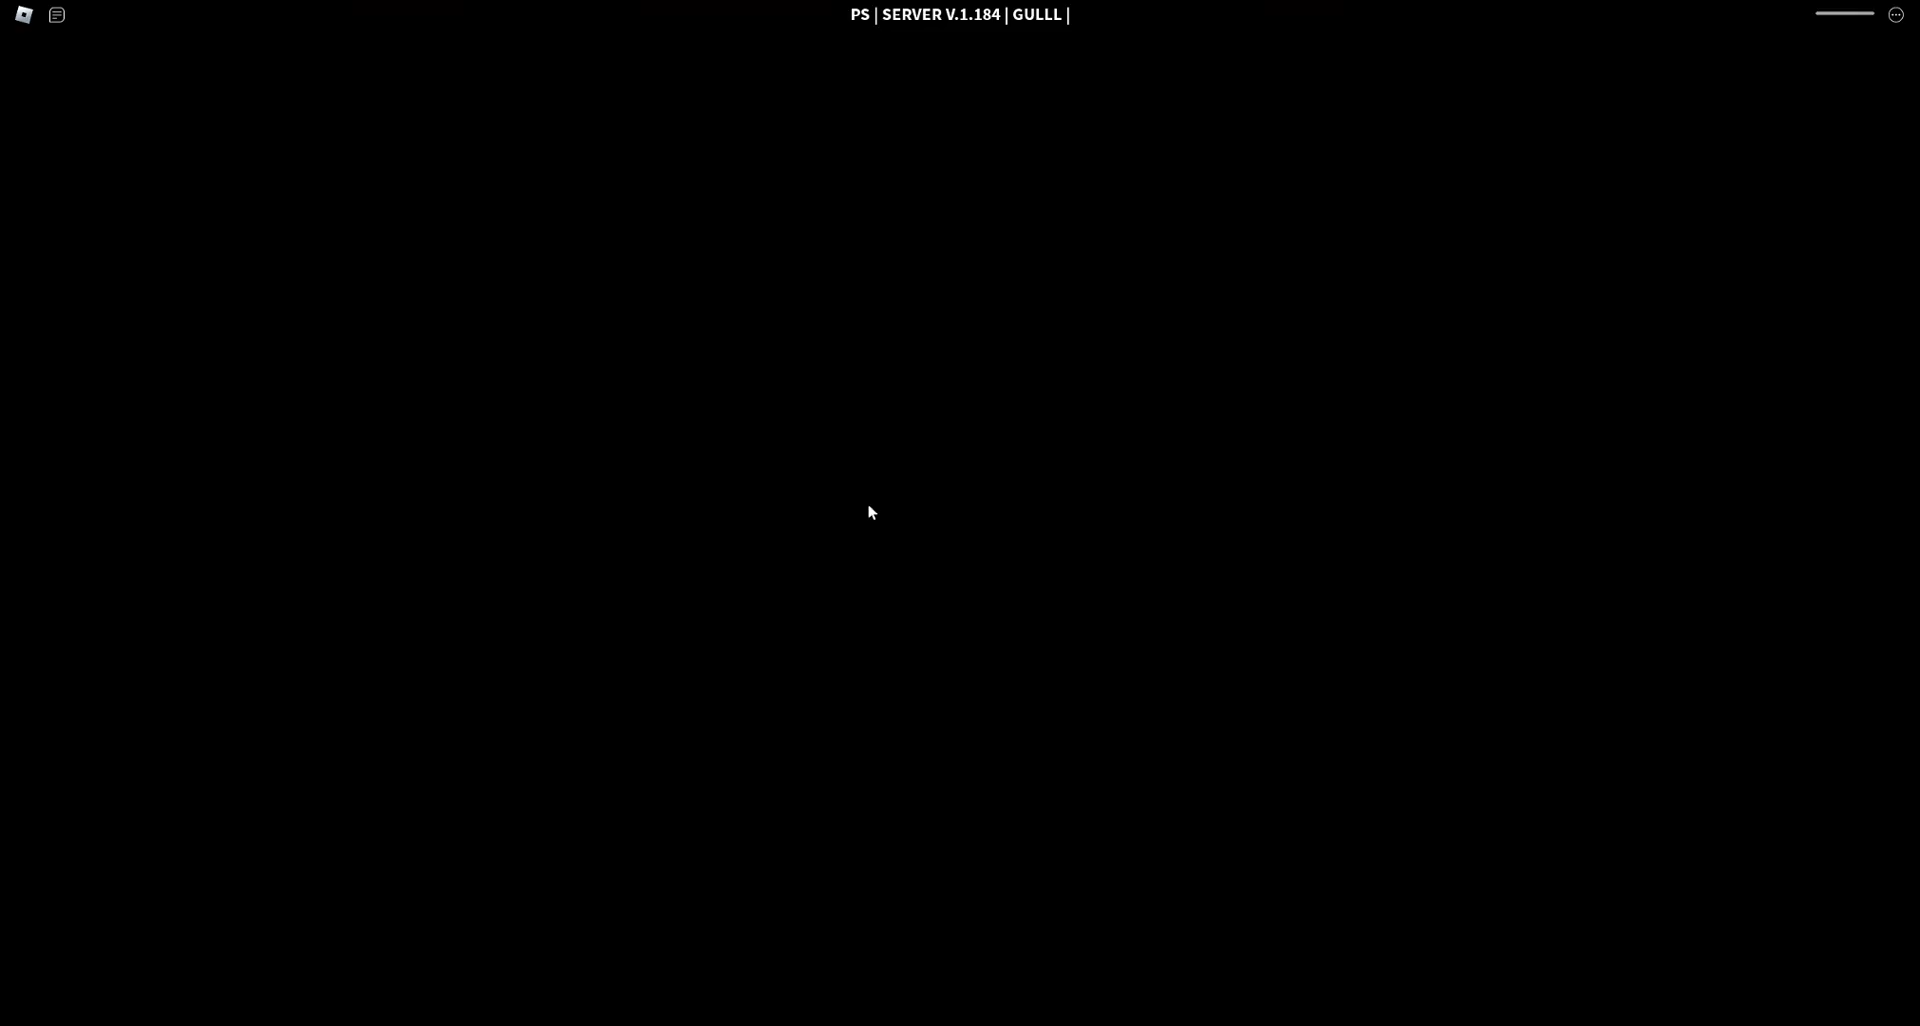 PS | SERVER V.1.184 | GULLL |